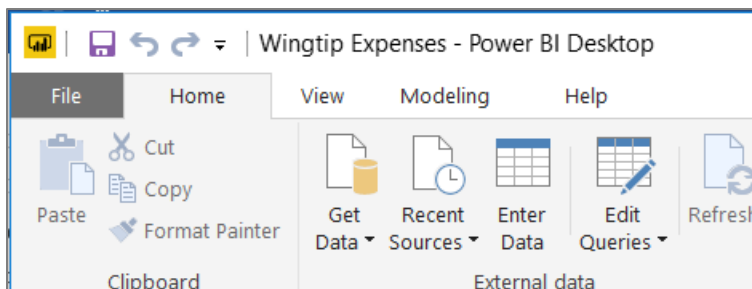 Wingtip Expenses - Power BI Desktop
File Home View Modeling Help
Paste
Cut
Copy
Format Painter
Clipboard
Get Data
Recent Sources
Enter Data
Edit Queries
Refresh
External data